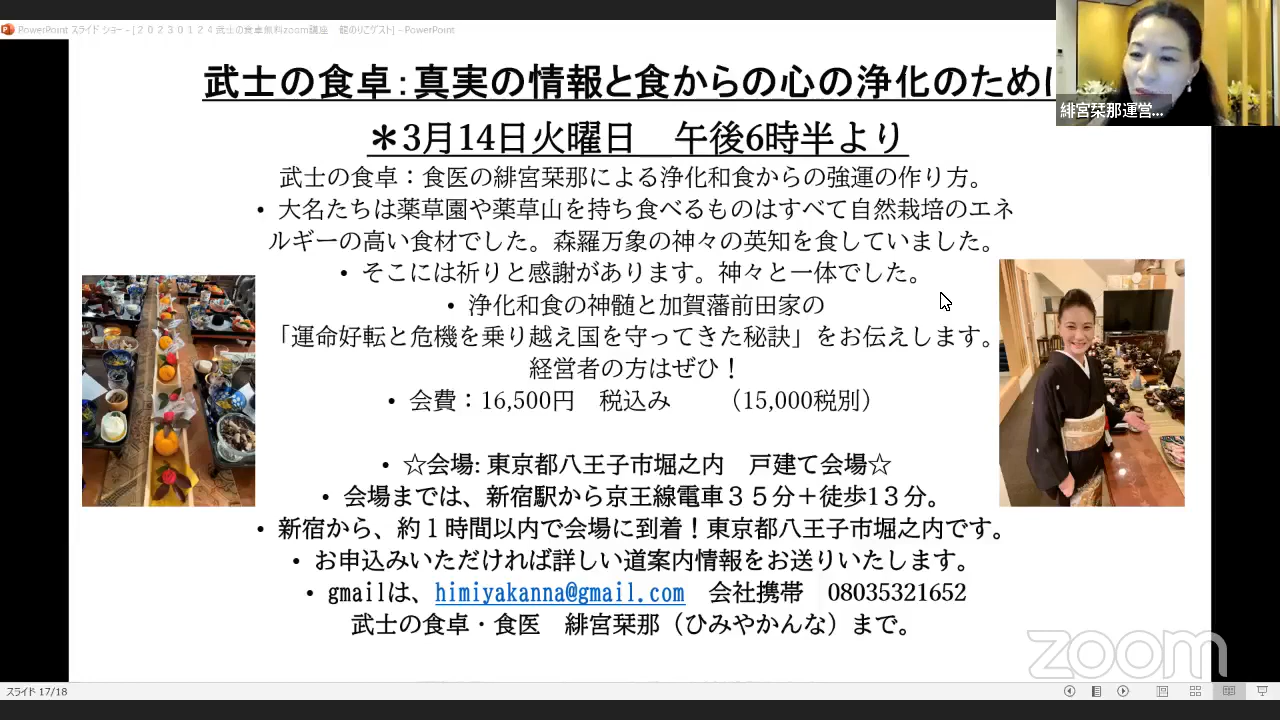 PowerPoint スライド ショー - [２０２３０１２４武士の食卓無料zoom講座　龍のりこゲスト] - PowerPoint
緋宮栞那運営...
武士の食卓：真実の情報と食からの心の浄化のために
＊3月14日火曜日　午後6時半より
武士の食卓：食医の緋宮栞那による浄化和食からの強運の作り方。
• 大名たちは薬草園や薬草山を持ち食べるものはすべて自然栽培のエネ
ルギーの高い食材でした。森羅万象の神々の英知を食していました。
• そこには祈りと感謝があります。神々と一体でした。
• 浄化和食の神髄と加賀藩前田家の
「運命好転と危機を乗り越え国を守ってきた秘訣」をお伝えします。
経営者の方はぜひ！
• 会費：16,500円　税込み　　（15,000税別）
• ☆会場: 東京都八王子市堀之内　戸建て会場☆
• 会場までは、新宿駅から京王線電車３５分＋徒歩1３分。
• 新宿から、約１時間以内で会場に到着！東京都八王子市堀之内です。
• お申込みいただければ詳しい道案内情報をお送りいたします。
• gmailは、himiyakanna@gmail.com　会社携帯　08035321652
武士の食卓・食医　緋宮栞那（ひみやかんな）まで。
zoom
スライド 17/18